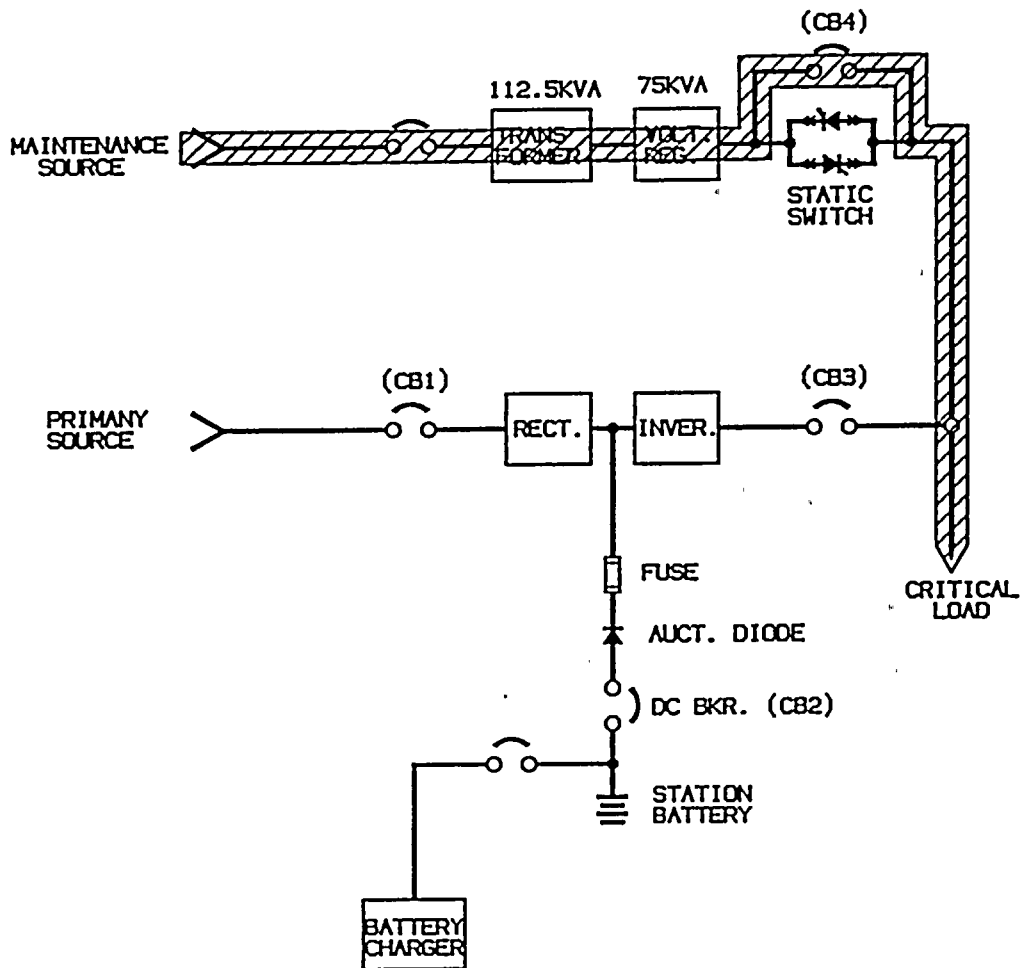 (CB4)
112.5KVA
75KVA
MAINTENANCE
SOURCE
TRANS
FORMER
VOLT.
REG.
STATIC
SWITCH
(CB1)
(CB3)
PRIMANY
SOURCE
RECT.
INVER.
FUSE
CRITICAL
LOAD
AUCT. DIODE
DC BKR. (CB2)
STATION
BATTERY
BATTERY
CHARGER